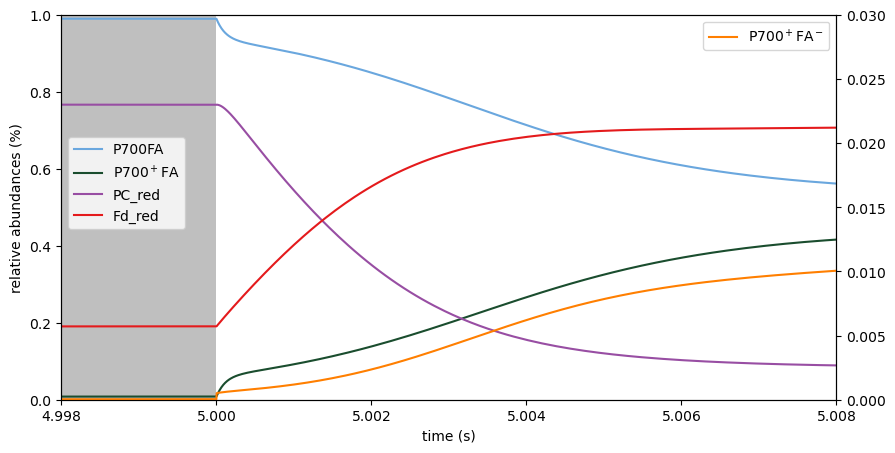 1.0
0.8
0.6
0.4
0.2
0.0
relative abundances (%)
P700FA
P700⁺FA
PC_red
Fd_red
P700⁺FA⁻
0.030
0.025
0.020
0.015
0.010
0.005
0.000
4.998 5.000 5.002 5.004 5.006 5.008
time (s)